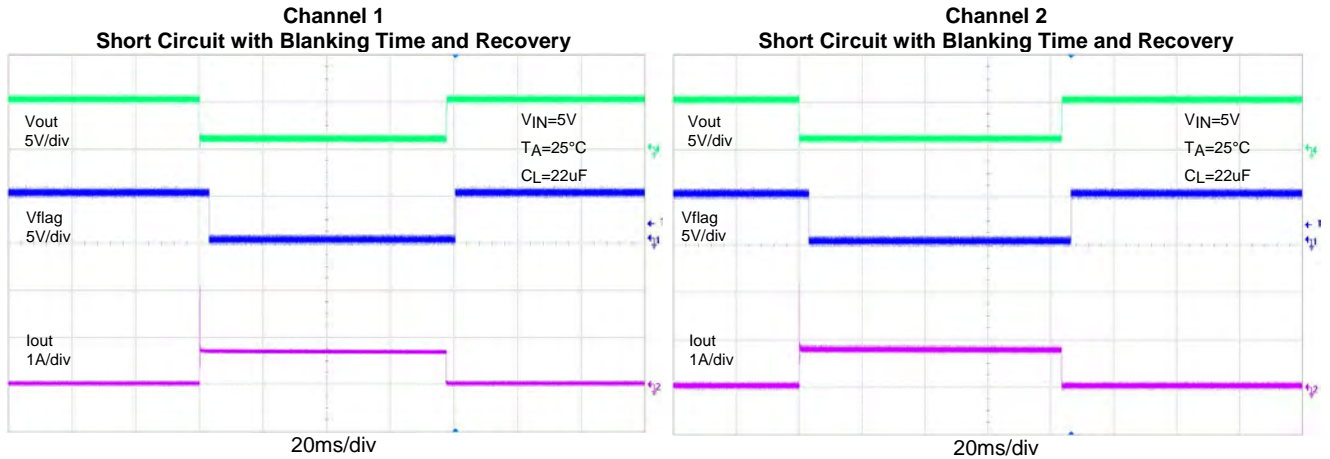 Channel 1
Short Circuit with Blanking Time and Recovery
Vout
5V/div
VIN=5V
TA=25°C
CL=22uF
Vflag
5V/div
Iout
1A/div
20ms/div
Channel 2
Short Circuit with Blanking Time and Recovery
Vout
5V/div
VIN=5V
TA=25°C
CL=22uF
Vflag
5V/div
Iout
1A/div
20ms/div